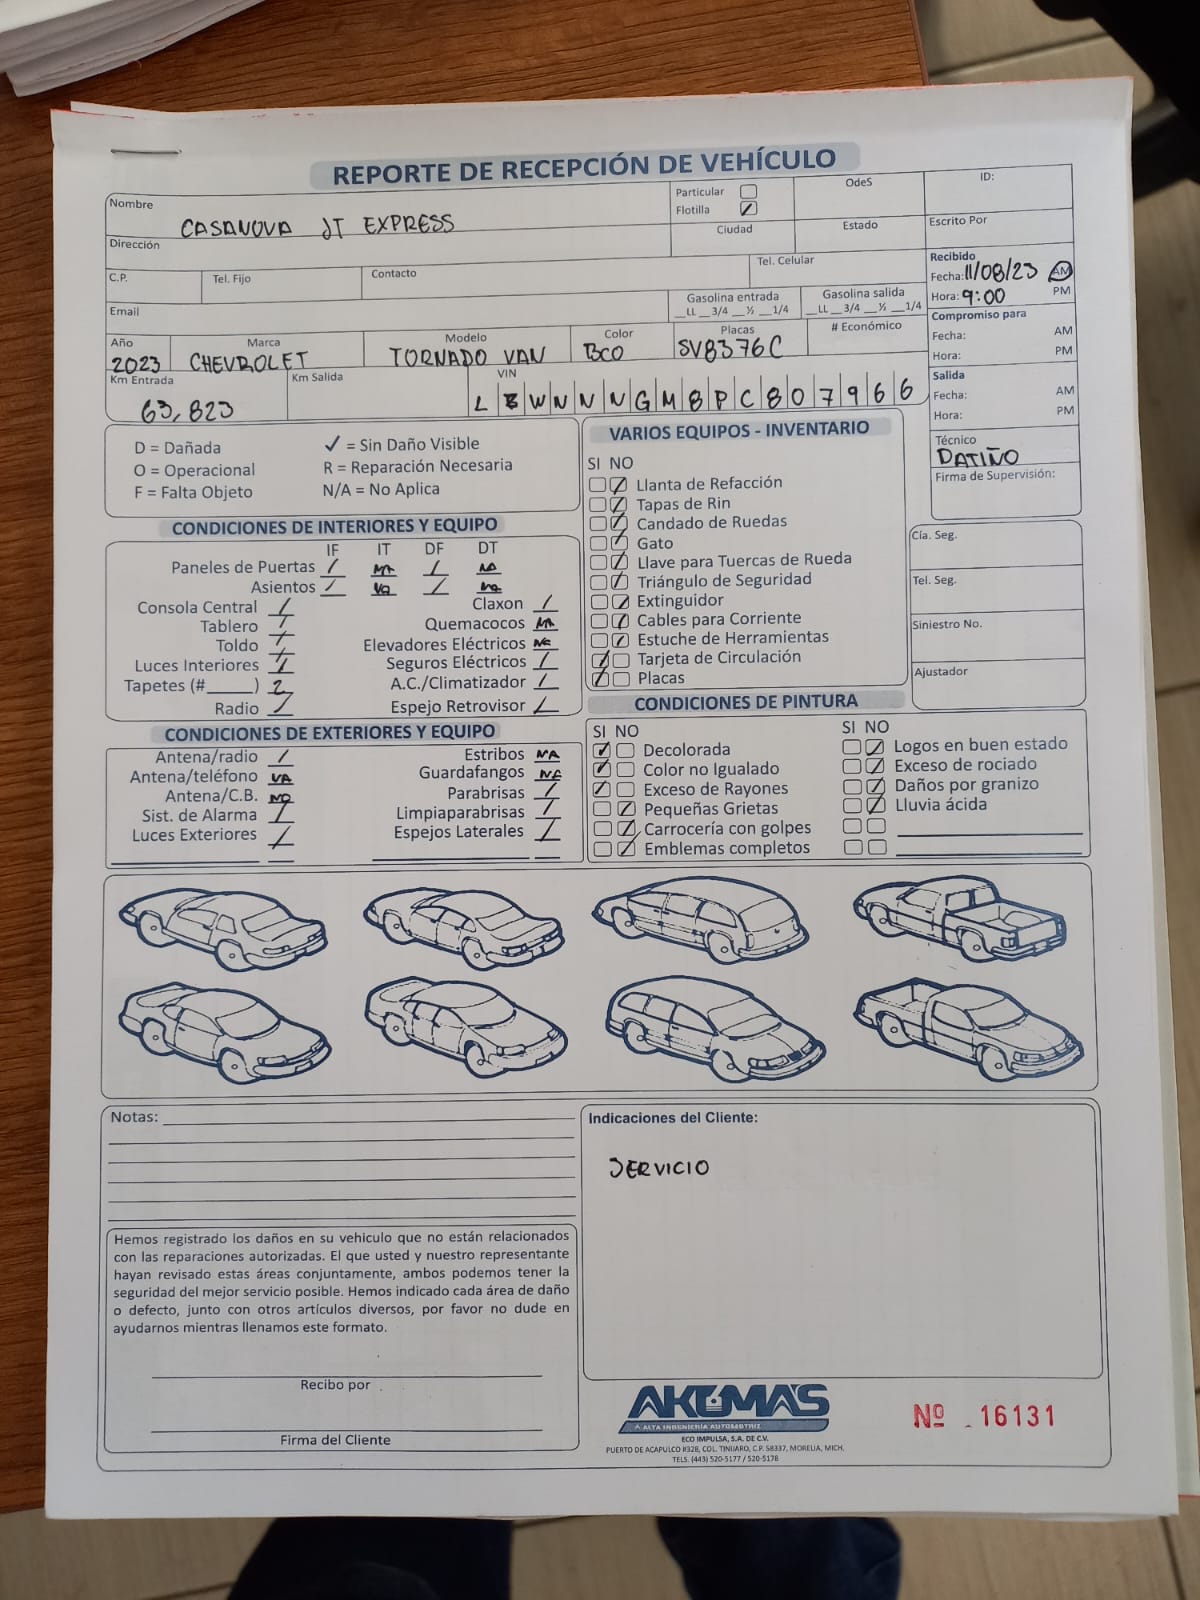 REPORTE DE RECEPCIÓN DE VEHÍCULO
Nombre
CASANOVA JT EXPRESS
Particular
Flotilla ✓
OdeS
ID:
Dirección
Ciudad
Estado
Escrito Por
C.P.
Tel. Fijo
Contacto
Tel. Celular
Recibido
Fecha: 11/08/23 AM
Hora: 9:00 PM
Email
Gasolina entrada
__LL __3/4 __½ __1/4
Gasolina salida
__LL __3/4 __½ __1/4
Compromiso para
Fecha: AM
Hora: PM
Año
2023
Marca
CHEVROLET
Modelo
TORNADO VAN
Color
BCO
Placas
SV8376C
# Económico
Km Entrada
63,823
Km Salida
VIN
L Z W N N N G M 8 P C 8 0 7 9 6 6
Salida
Fecha: AM
Hora: PM
Técnico
DATIÑO
Firma de Supervisión:
D = Dañada ✓ = Sin Daño Visible
O = Operacional R = Reparación Necesaria
F = Falta Objeto N/A = No Aplica
CONDICIONES DE INTERIORES Y EQUIPO
IF IT DF DT
Paneles de Puertas / NA / NA
Asientos / NA / NA
Consola Central /
Tablero /
Toldo /
Luces Interiores /
Tapetes (#_____) 2
Radio /
Claxon /
Quemacocos NA
Elevadores Eléctricos NA
Seguros Eléctricos /
A.C./Climatizador /
Espejo Retrovisor /
CONDICIONES DE EXTERIORES Y EQUIPO
Antena/radio /
Antena/teléfono NA
Antena/C.B. NA
Sist. de Alarma /
Luces Exteriores /
Estribos NA
Guardafangos NA
Parabrisas /
Limpiaparabrisas /
Espejos Laterales /
VARIOS EQUIPOS - INVENTARIO
SI NO
Llanta de Refacción
Tapas de Rin
Candado de Ruedas
Gato
Llave para Tuercas de Rueda
Triángulo de Seguridad
Extinguidor
Cables para Corriente
Estuche de Herramientas
Tarjeta de Circulación
Placas
Cía. Seg.
Tel. Seg.
Siniestro No.
Ajustador
CONDICIONES DE PINTURA
SI NO
Decolorada
Color no Igualado
Exceso de Rayones
Pequeñas Grietas
Carrocería con golpes
Emblemas completos
SI NO
Logos en buen estado
Exceso de rociado
Daños por granizo
Lluvia ácida
Notas:
Indicaciones del Cliente:
SERVICIO
Hemos registrado los daños en su vehiculo que no están relacionados
con las reparaciones autorizadas. El que usted y nuestro representante
hayan revisado estas áreas conjuntamente, ambos podemos tener la
seguridad del mejor servicio posible. Hemos indicado cada área de daño
o defecto, junto con otros artículos diversos, por favor no dude en
ayudarnos mientras llenamos este formato.
Recibo por
Firma del Cliente
AKUMA'S
ALTA INGENIERÍA AUTOMOTRIZ
ECO IMPULSA, S.A. DE C.V.
PUERTO DE ACAPULCO #328, COL. TINIJARO, C.P. 58337, MORELIA, MICH.
TELS. (443) 520-5177 / 520-5178
Nº 16131